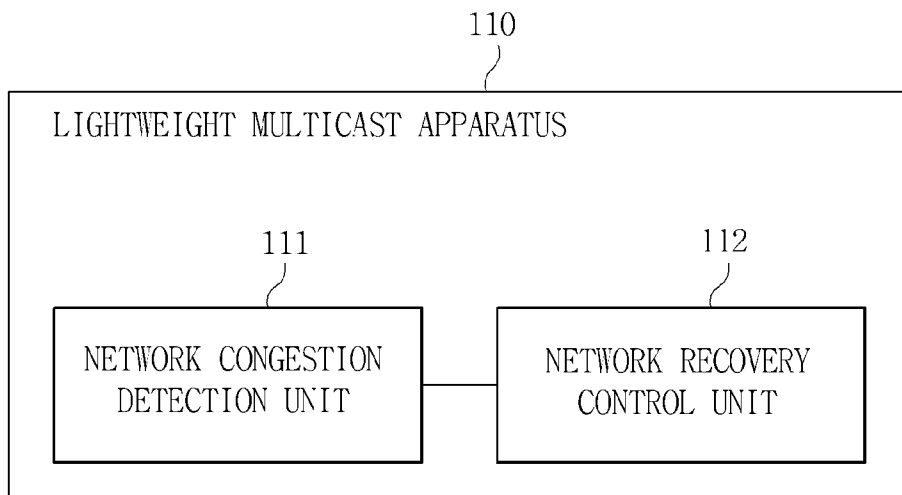 110
LIGHTWEIGHT MULTICAST APPARATUS
111
112
NETWORK CONGESTION
DETECTION UNIT
NETWORK RECOVERY
CONTROL UNIT